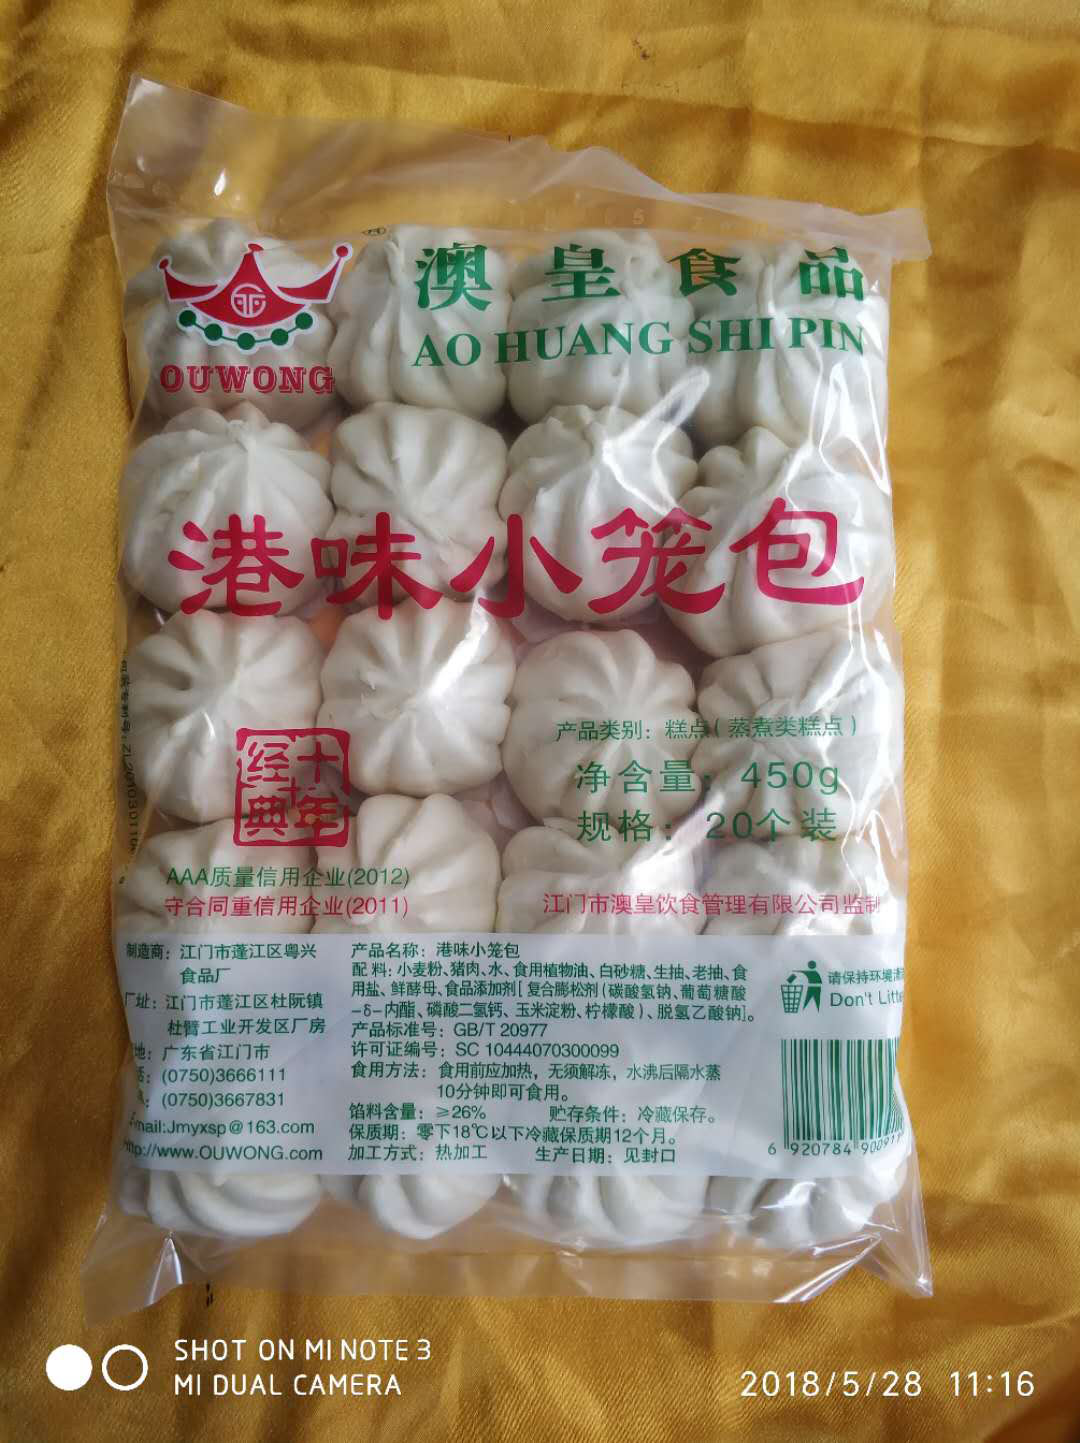 澳皇食品
AO HUANG SHI PIN
OUWONG
港味小笼包
产品类别：糕点（蒸煮类糕点）
净含量：450g
规格：20个装
十年
经典
AAA质量信用企业(2012)
守合同重信用企业(2011)
江门市澳皇饮食管理有限公司监制
制造商：江门市蓬江区粤兴
食品厂
厂址：江门市蓬江区杜阮镇
杜臂工业开发区厂房
地：广东省江门市
(0750)3666111
(0750)3667831
mail:Jmyxsp@163.com
http://www.OUWONG.com
产品名称：港味小笼包
配料：小麦粉、猪肉、水、食用植物油、白砂糖、生抽、老抽、食
用盐、鲜酵母、食品添加剂[复合膨松剂(碳酸氢钠、葡萄糖酸
-δ-内酯、磷酸二氢钙、玉米淀粉、柠檬酸)、脱氢乙酸钠]。
产品标准号：GB/T 20977
许可证编号：SC 10444070300099
食用方法：食用前应加热，无须解冻，水沸后隔水蒸
10分钟即可食用。
馅料含量：≥26% 贮存条件：冷藏保存。
保质期：零下18℃以下冷藏保质期12个月。
加工方式：热加工 生产日期：见封口
请保持环境清
Don't Litte
6 920784 9009
SHOT ON MI NOTE 3
MI DUAL CAMERA
2018/5/28 11:16